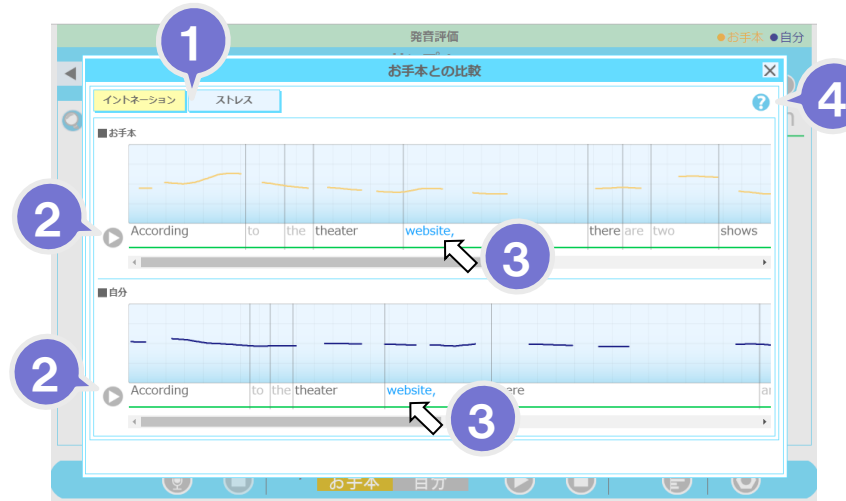 発音評価
●お手本 ●自分
お手本との比較
イントネーション ストレス
?
1
4
■お手本
2
According to the theater website, there are two shows
3
■自分
2
According to the theater website,
3
お手本 自分